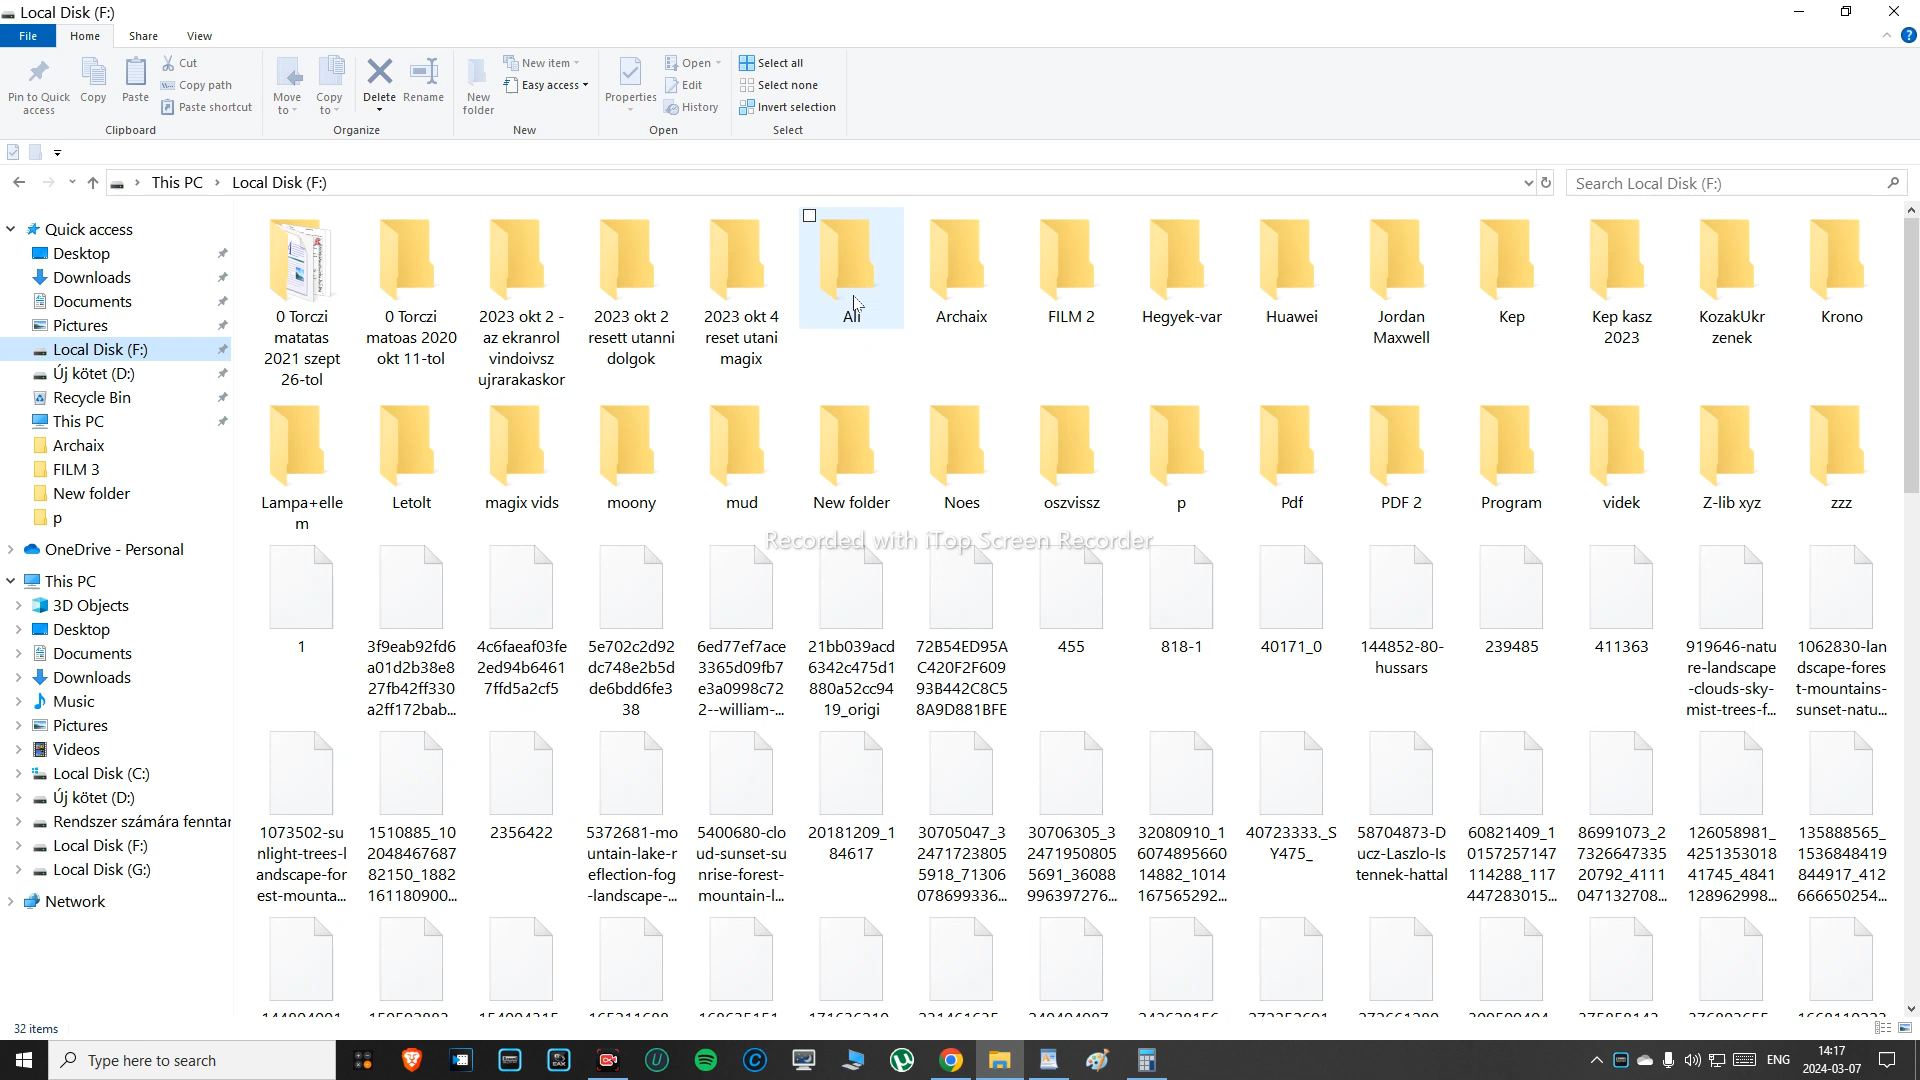 Local Disk (F:)
File Home Share View
Pin to Quick access
Copy
Paste
Cut
Copy path
Paste shortcut
Clipboard
Move to
Copy to
Delete
Rename
Organize
New folder
New item
Easy access
New
Properties
Open
Edit
History
Open
Select all
Select none
Invert selection
Select
This PC Local Disk (F:)
Search Local Disk (F:)
Quick access
Desktop
Downloads
Documents
Pictures
Local Disk (F:)
Új kötet (D:)
Recycle Bin
This PC
Archaix
FILM 3
New folder
p
OneDrive - Personal
This PC
3D Objects
Desktop
Documents
Downloads
Music
Pictures
Videos
Local Disk (C:)
Új kötet (D:)
Rendszer számára fenntar
Local Disk (F:)
Local Disk (G:)
Network
0 Torczi
matatas
2021 szept
26-tol
0 Torczi
matoas 2020
okt 11-tol
2023 okt 2 -
az ekranrol
vindoivsz
ujrarakaskor
2023 okt 2
resett utanni
dolgok
2023 okt 4
reset utani
magix
Ali
Archaix
FILM 2
Hegyek-var
Huawei
Jordan
Maxwell
Kep
Kep kasz
2023
KozakUkr
zenek
Krono
Lampa+elle
m
Letolt
magix vids
moony
mud
New folder
Noes
oszvissz
p
Pdf
PDF 2
Program
videk
Z-lib xyz
zzz
Recorded with iTop Screen Recorder
1
3f9eab92fd6
a01d2b38e8
27fb42ff330
a2ff172bab...
4c6faeaf03fe
2ed94b6461
7ffd5a2cf5
5e702c2d92
dc748e2b5d
de6bdd6fe3
38
6ed77ef7ace
3365d09fb7
e3a0998c72
2--william-...
21bb039acd
6342c475d1
880a52cc94
19_origi
72B54ED95A
C420F2F609
93B442C8C5
8A9D881BFE
455
818-1
40171_0
144852-80-
hussars
239485
411363
919646-natu
re-landscape
-clouds-sky-
mist-trees-f...
1062830-lan
dscape-fores
t-mountains-
sunset-natu...
1073502-su
nlight-trees-l
andscape-for
est-mounta...
1510885_10
2048467687
82150_1882
161180900...
2356422
5372681-mo
untain-lake-r
eflection-fog
-landscape-...
5400680-clo
ud-sunset-su
nrise-forest-
mountain-l...
20181209_1
84617
30705047_3
2471723805
5918_71306
078699336...
30706305_3
2471950805
5691_36088
996397276...
32080910_1
6074895660
14882_1014
167565292...
40723333._S
Y475_
58704873-D
ucz-Laszlo-Is
tennek-hattal
60821409_1
0157257147
114288_117
447283015...
86991073_2
7326647335
20792_4111
047132708...
126058981_
4251353018
41745_4841
128962998...
135888565_
1536848419
844917_412
666650254...
32 items
Type here to search
ENG
14:17
2024-03-07